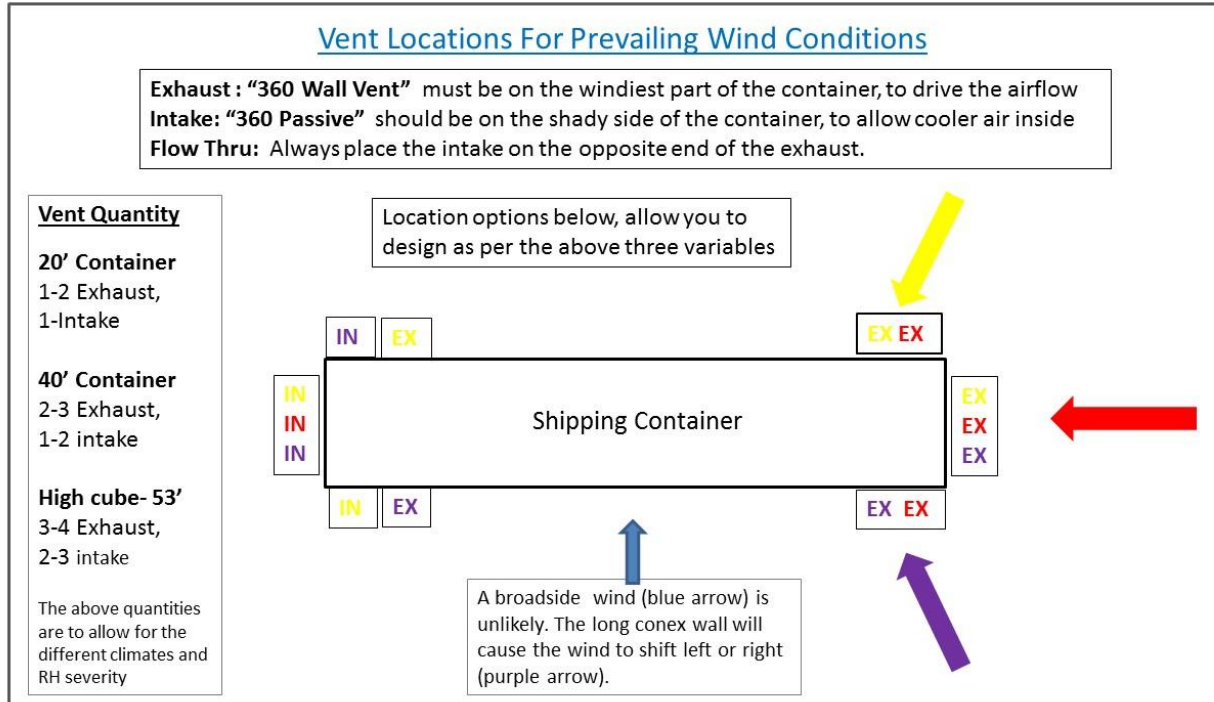 Vent Locations For Prevailing Wind Conditions
Exhaust : “360 Wall Vent” must be on the windiest part of the container, to drive the airflow
Intake: “360 Passive” should be on the shady side of the container, to allow cooler air inside
Flow Thru: Always place the intake on the opposite end of the exhaust.
Vent Quantity
20’ Container
1-2 Exhaust,
1-Intake
40’ Container
2-3 Exhaust,
1-2 intake
High cube- 53’
3-4 Exhaust,
2-3 intake
The above quantities
are to allow for the
different climates and
RH severity
Location options below, allow you to
design as per the above three variables
IN EX
EX EX
IN
IN
IN
Shipping Container
EX
EX
EX
IN EX
EX EX
A broadside wind (blue arrow) is
unlikely. The long conex wall will
cause the wind to shift left or right
(purple arrow).